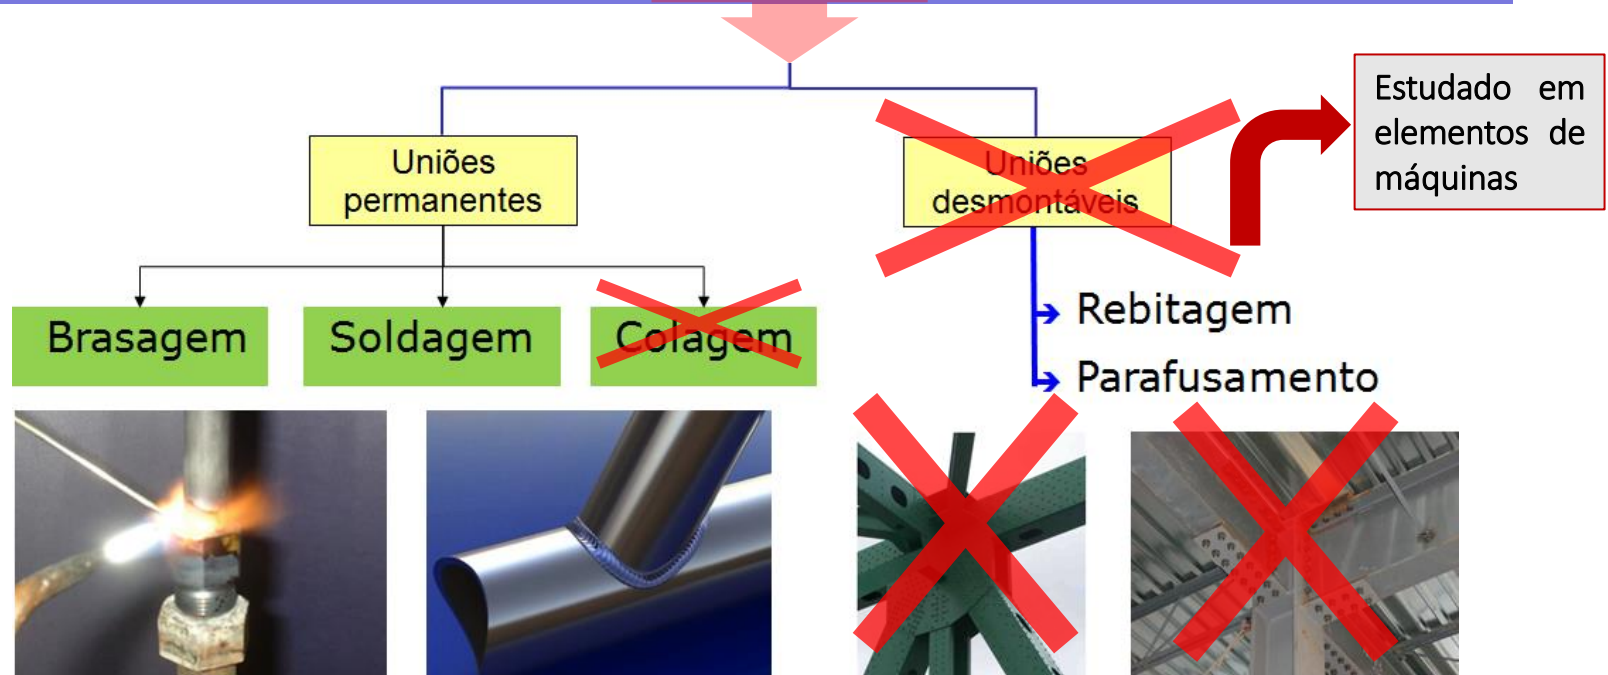 Estudado em
elementos de
máquinas
Uniões
permanentes
Uniões
desmontáveis
Brasagem
Soldagem
Colagem
Rebitagem
Parafusamento